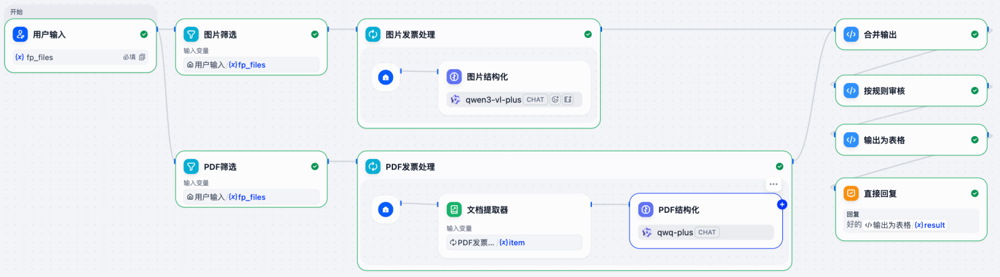 开始
用户输入
{x} fp_files 必填
图片筛选
输入变量
用户输入 / {x} fp_files
图片发票处理
图片结构化
qwen3-vl-plus CHAT
PDF筛选
输入变量
用户输入 / {x} fp_files
PDF发票处理
文档提取器
输入变量
PDF发票... / {x} item
PDF结构化
qwq-plus CHAT
合并输出
按规则审核
输出为表格
直接回复
回复
好的 输出为表格 / {x} result